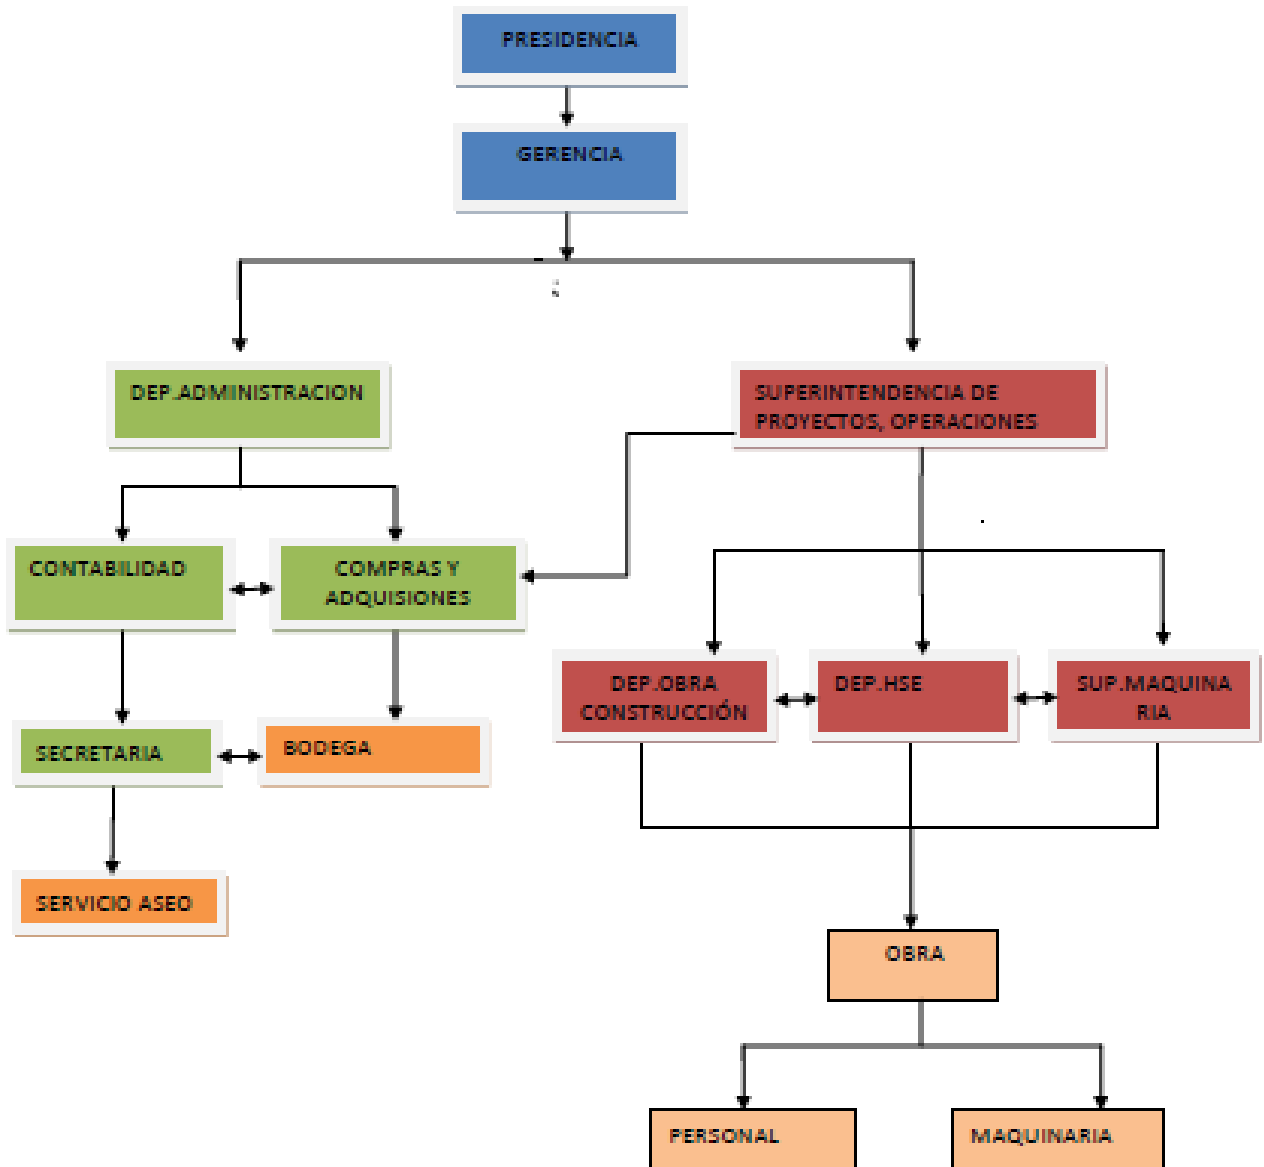 PRESIDENCIA
GERENCIA
DEP.ADMINISTRACION
SUPERINTENDENCIA DE
PROYECTOS, OPERACIONES
CONTABILIDAD
COMPRAS Y
ADQUISIONES
DEP.OBRA
CONSTRUCCIÓN
DEP.HSE
SUP.MAQUINA
RIA
SECRETARIA
BODEGA
SERVICIO ASEO
OBRA
PERSONAL
MAQUINARIA